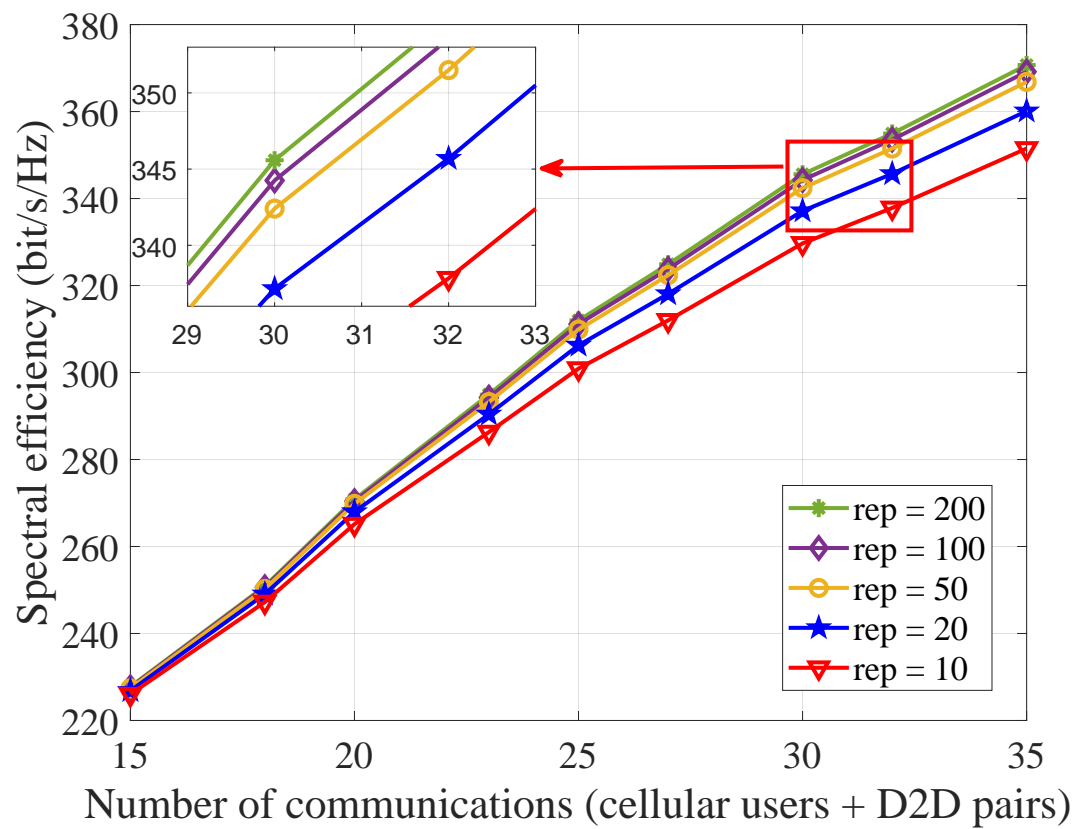 380
360
340
320
300
280
260
240
220
Spectral efficiency (bit/s/Hz)
350
345
340
29 30 31 32 33
rep = 200
rep = 100
rep = 50
rep = 20
rep = 10
15 20 25 30 35
Number of communications (cellular users + D2D pairs)